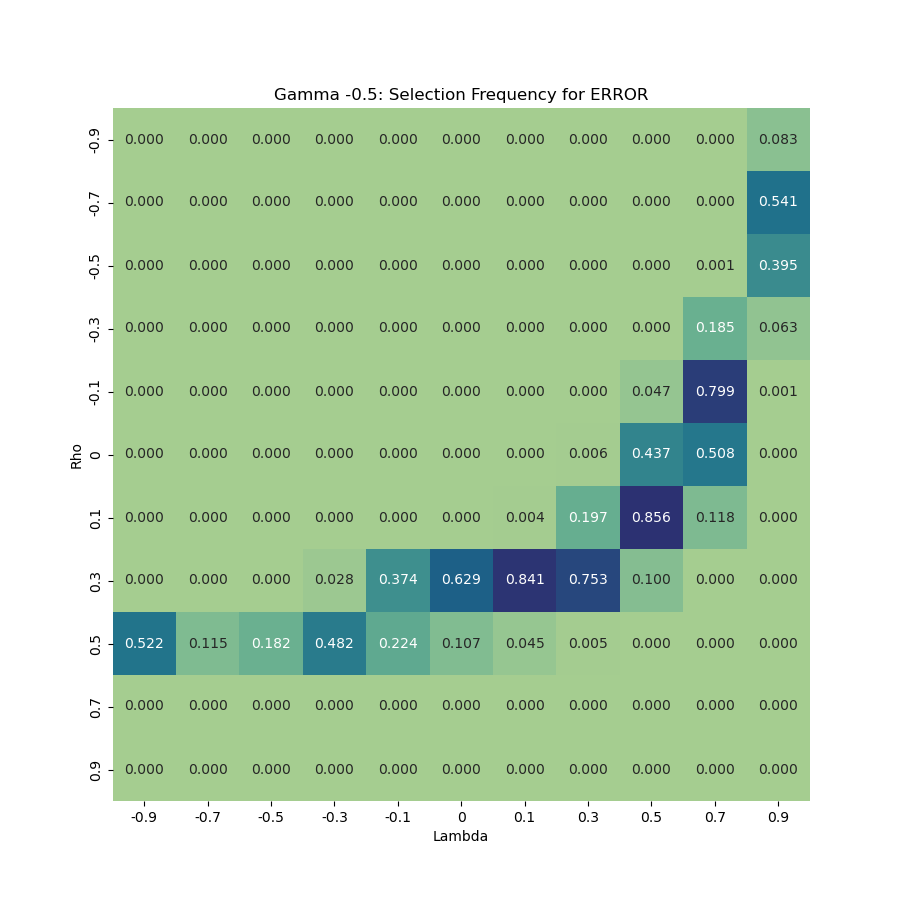 Gamma -0.5: Selection Frequency for ERROR
-0.9 0.000 0.000 0.000 0.000 0.000 0.000 0.000 0.000 0.000 0.000 0.083
-0.7 0.000 0.000 0.000 0.000 0.000 0.000 0.000 0.000 0.000 0.000 0.541
-0.5 0.000 0.000 0.000 0.000 0.000 0.000 0.000 0.000 0.000 0.001 0.395
-0.3 0.000 0.000 0.000 0.000 0.000 0.000 0.000 0.000 0.000 0.185 0.063
-0.1 0.000 0.000 0.000 0.000 0.000 0.000 0.000 0.000 0.047 0.799 0.001
Rho
0 0.000 0.000 0.000 0.000 0.000 0.000 0.000 0.006 0.437 0.508 0.000
0.1 0.000 0.000 0.000 0.000 0.000 0.000 0.004 0.197 0.856 0.118 0.000
0.3 0.000 0.000 0.000 0.028 0.374 0.629 0.841 0.753 0.100 0.000 0.000
0.5 0.522 0.115 0.182 0.482 0.224 0.107 0.045 0.005 0.000 0.000 0.000
0.7 0.000 0.000 0.000 0.000 0.000 0.000 0.000 0.000 0.000 0.000 0.000
0.9 0.000 0.000 0.000 0.000 0.000 0.000 0.000 0.000 0.000 0.000 0.000
-0.9 -0.7 -0.5 -0.3 -0.1 0 0.1 0.3 0.5 0.7 0.9
Lambda